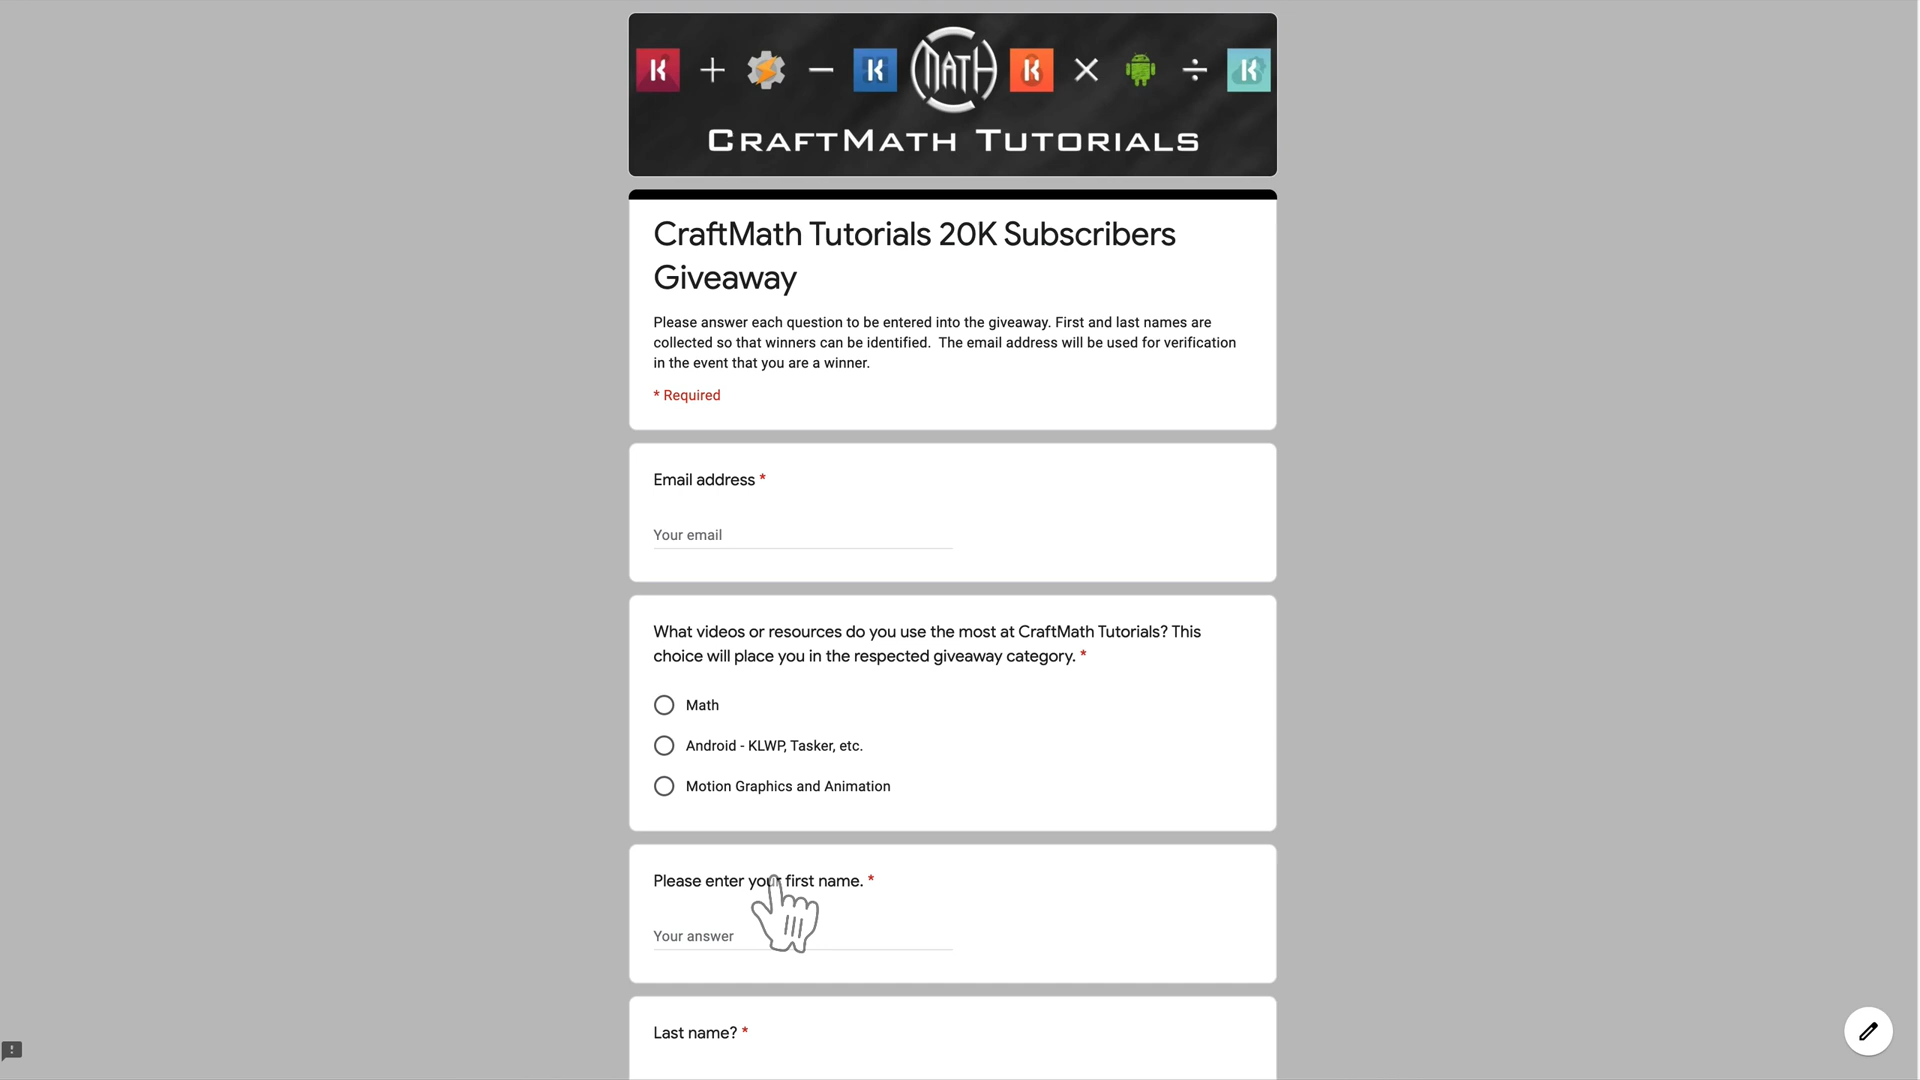 MATH
CraftMath Tutorials
CraftMath Tutorials 20K Subscribers
Giveaway
Please answer each question to be entered into the giveaway. First and last names are
collected so that winners can be identified. The email address will be used for verification
in the event that you are a winner.
* Required
Email address *
Your email
What videos or resources do you use the most at CraftMath Tutorials? This
choice will place you in the respected giveaway category. *
Math
Android - KLWP, Tasker, etc.
Motion Graphics and Animation
Please enter your first name. *
Your answer
Last name? *